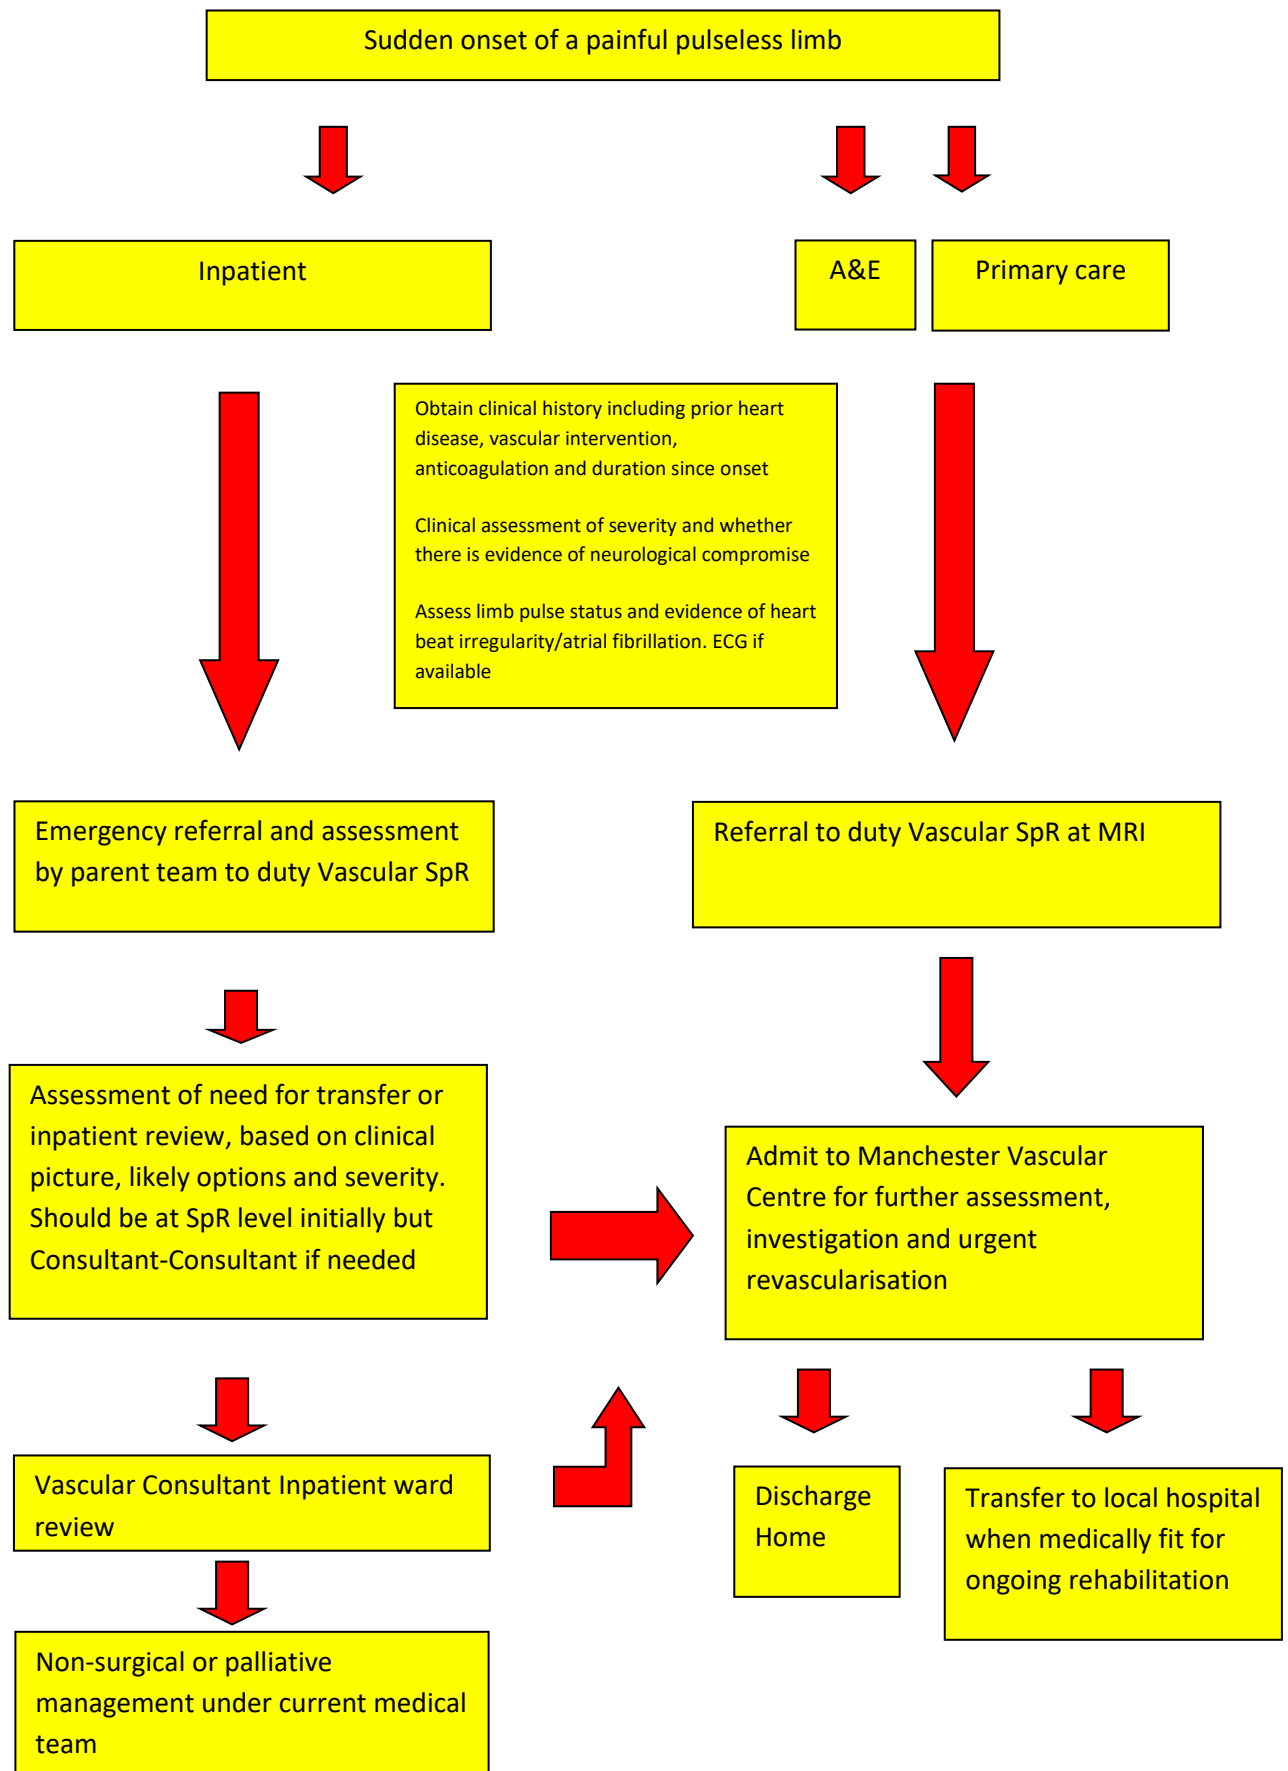 Sudden onset of a painful pulseless limb
Inpatient
A&E
Primary care
Obtain clinical history including prior heart
disease, vascular intervention,
anticoagulation and duration since onset
Clinical assessment of severity and whether
there is evidence of neurological compromise
Assess limb pulse status and evidence of heart
beat irregularity/atrial fibrillation. ECG if
available
Emergency referral and assessment
by parent team to duty Vascular SpR
Referral to duty Vascular SpR at MRI
Assessment of need for transfer or
inpatient review, based on clinical
picture, likely options and severity.
Should be at SpR level initially but
Consultant-Consultant if needed
Admit to Manchester Vascular
Centre for further assessment,
investigation and urgent
revascularisation
Vascular Consultant Inpatient ward
review
Discharge
Home
Transfer to local hospital
when medically fit for
ongoing rehabilitation
Non-surgical or palliative
management under current medical
team